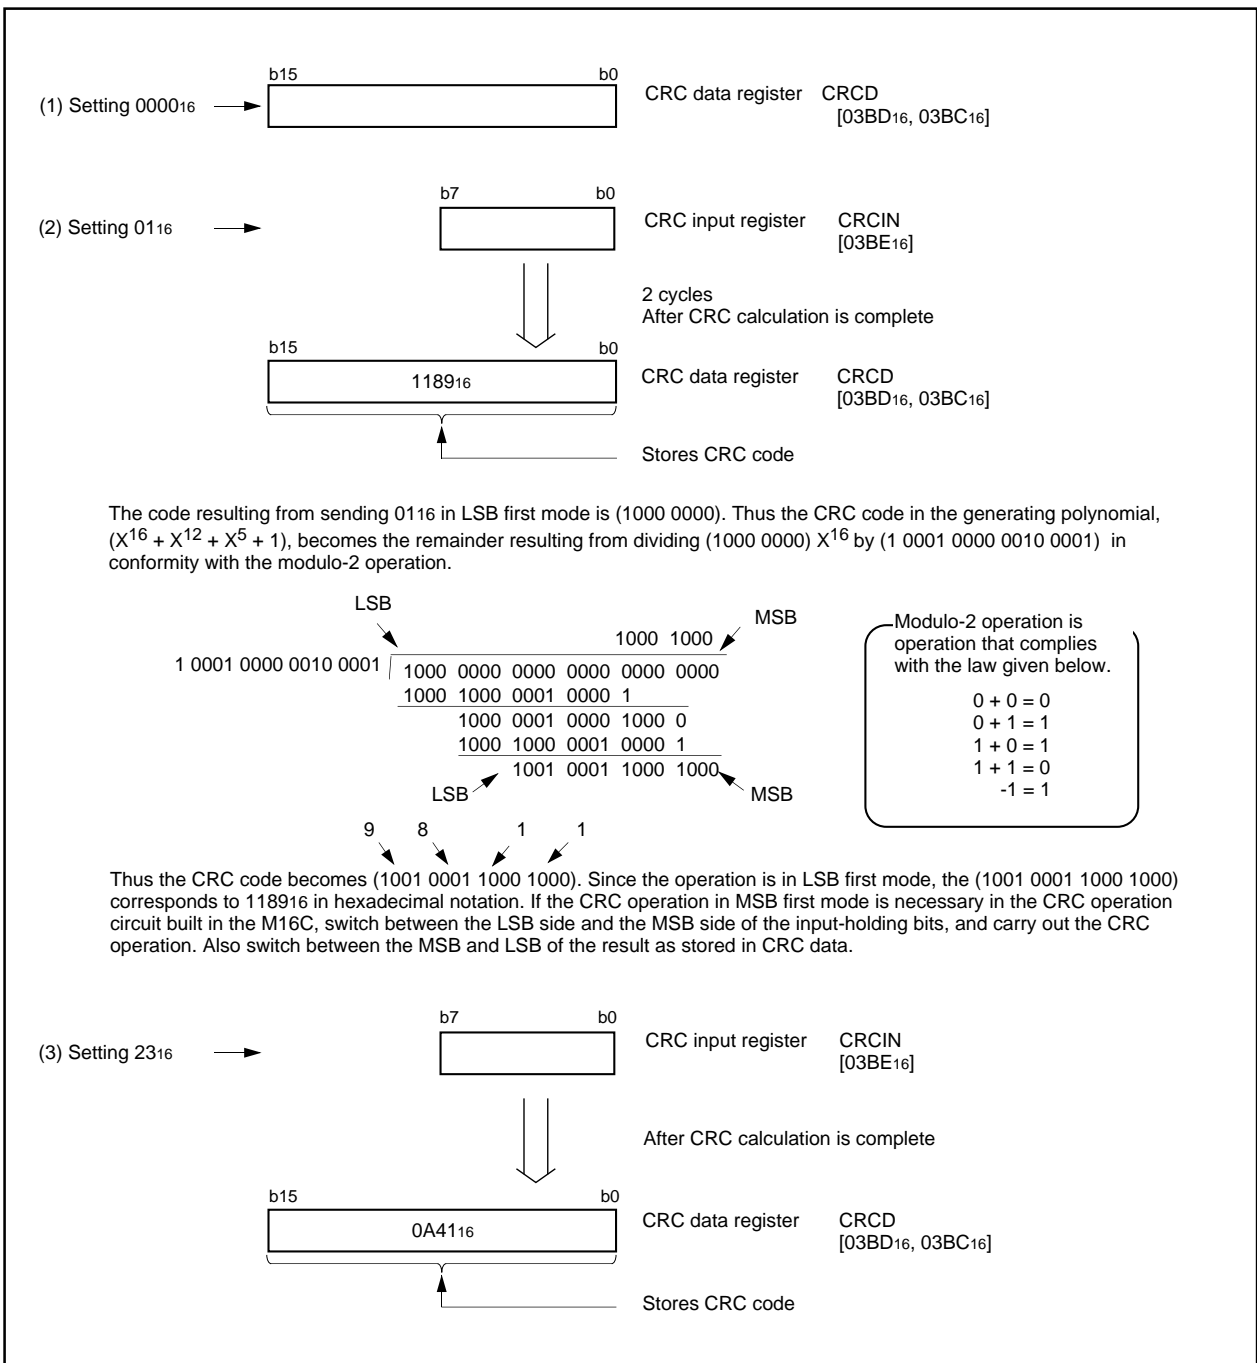 b15 b0
(1) Setting 000016
CRC data register CRCD
[03BD16, 03BC16]
b7 b0
(2) Setting 0116
CRC input register CRCIN
[03BE16]
2 cycles
After CRC calculation is complete
b15 b0
118916
CRC data register CRCD
[03BD16, 03BC16]
Stores CRC code
The code resulting from sending 0116 in LSB first mode is (1000 0000). Thus the CRC code in the generating polynomial,
(X16 + X12 + X5 + 1), becomes the remainder resulting from dividing (1000 0000) X16 by (1 0001 0000 0010 0001) in
conformity with the modulo-2 operation.
LSB
MSB
1000 1000
1 0001 0000 0010 0001
1000 0000 0000 0000 0000 0000
1000 1000 0001 0000 1
1000 0001 0000 1000 0
1000 1000 0001 0000 1
1001 0001 1000 1000
LSB
MSB
Modulo-2 operation is
operation that complies
with the law given below.
0 + 0 = 0
0 + 1 = 1
1 + 0 = 1
1 + 1 = 0
-1 = 1
9 8 1 1
Thus the CRC code becomes (1001 0001 1000 1000). Since the operation is in LSB first mode, the (1001 0001 1000 1000)
corresponds to 118916 in hexadecimal notation. If the CRC operation in MSB first mode is necessary in the CRC operation
circuit built in the M16C, switch between the LSB side and the MSB side of the input-holding bits, and carry out the CRC
operation. Also switch between the MSB and LSB of the result as stored in CRC data.
b7 b0
(3) Setting 2316
CRC input register CRCIN
[03BE16]
After CRC calculation is complete
b15 b0
0A4116
CRC data register CRCD
[03BD16, 03BC16]
Stores CRC code